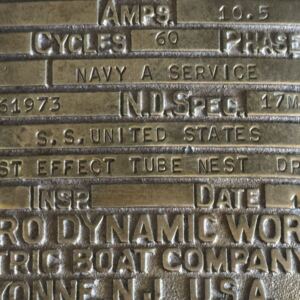 AMPS. 10.5
CYCLES 60 PHASE
NAVY A SERVICE
61973 N.D. SPEC. 17M
S.S. UNITED STATES
ST EFFECT TUBE NEST DR
INSP. DATE
RO DYNAMIC WOR
TRIC BOAT COMPANY
ONNE, N.J., U.S.A.